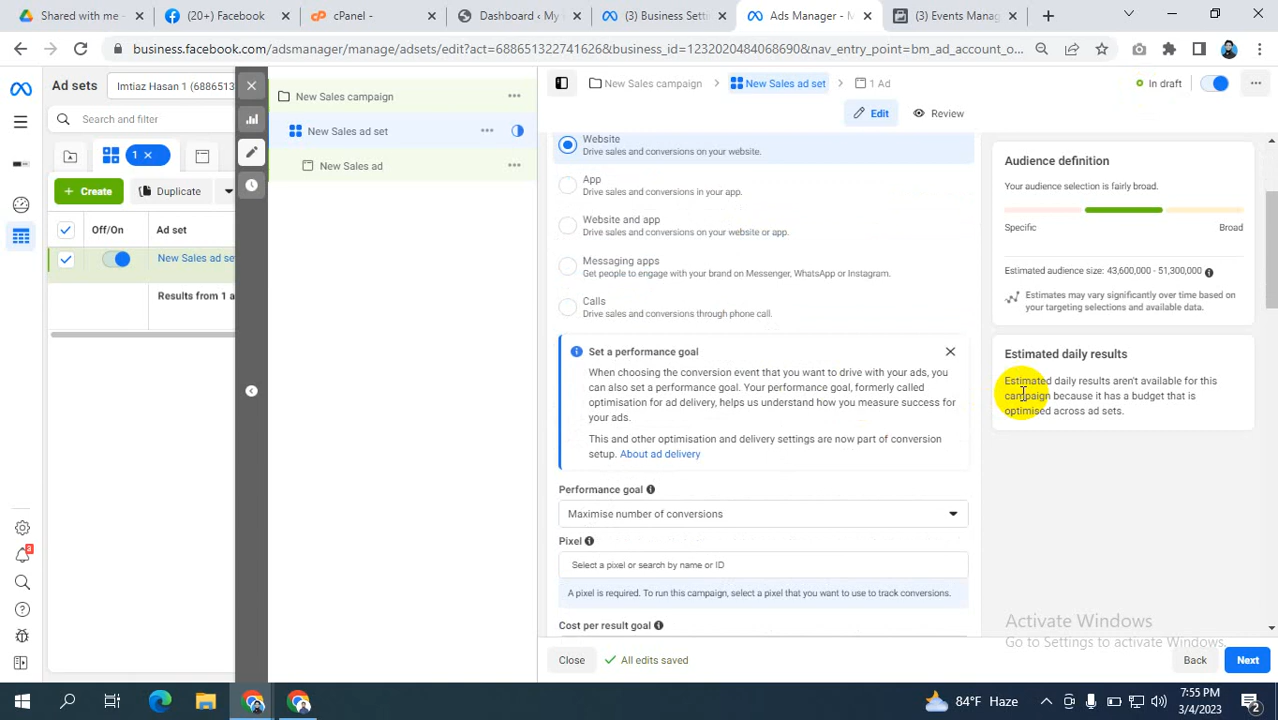 Shared with me
(20+) Facebook
cPanel -
Dashboard ‹ My
(3) Business Setti
Ads Manager - M
(3) Events Manag
business.facebook.com/adsmanager/manage/adsets/edit?act=688651322741626&business_id=123202048406869O&nav_entry_point=bm_ad_account_o...
Ad sets
Imtiaz Hasan 1 (6886513
Search and filter
1
+ Create
Duplicate
Off/On
Ad set
New Sales ad se
Results from 1 a
New Sales campaign
New Sales ad set
New Sales ad
New Sales campaign
New Sales ad set
1 Ad
In draft
Edit
Review
Website
Drive sales and conversions on your website.
App
Drive sales and conversions in your app.
Website and app
Drive sales and conversions on your website or app.
Messaging apps
Get people to engage with your brand on Messenger, WhatsApp or Instagram.
Calls
Drive sales and conversions through phone call.
Set a performance goal
When choosing the conversion event that you want to drive with your ads, you
can also set a performance goal. Your performance goal, formerly called
optimisation for ad delivery, helps us understand how you measure success for
your ads.
This and other optimisation and delivery settings are now part of conversion
setup. About ad delivery
Performance goal
Maximise number of conversions
Pixel
Select a pixel or search by name or ID
A pixel is required. To run this campaign, select a pixel that you want to use to track conversions.
Cost per result goal
Audience definition
Your audience selection is fairly broad.
Specific
Broad
Estimated audience size: 43,600,000 - 51,300,000
Estimates may vary significantly over time based on
your targeting selections and available data.
Estimated daily results
Estimated daily results aren't available for this
campaign because it has a budget that is
optimised across ad sets.
Activate Windows
Go to Settings to activate Windows.
Close
All edits saved
Back
Next
84°F Haze
7:55 PM
3/4/2023
2